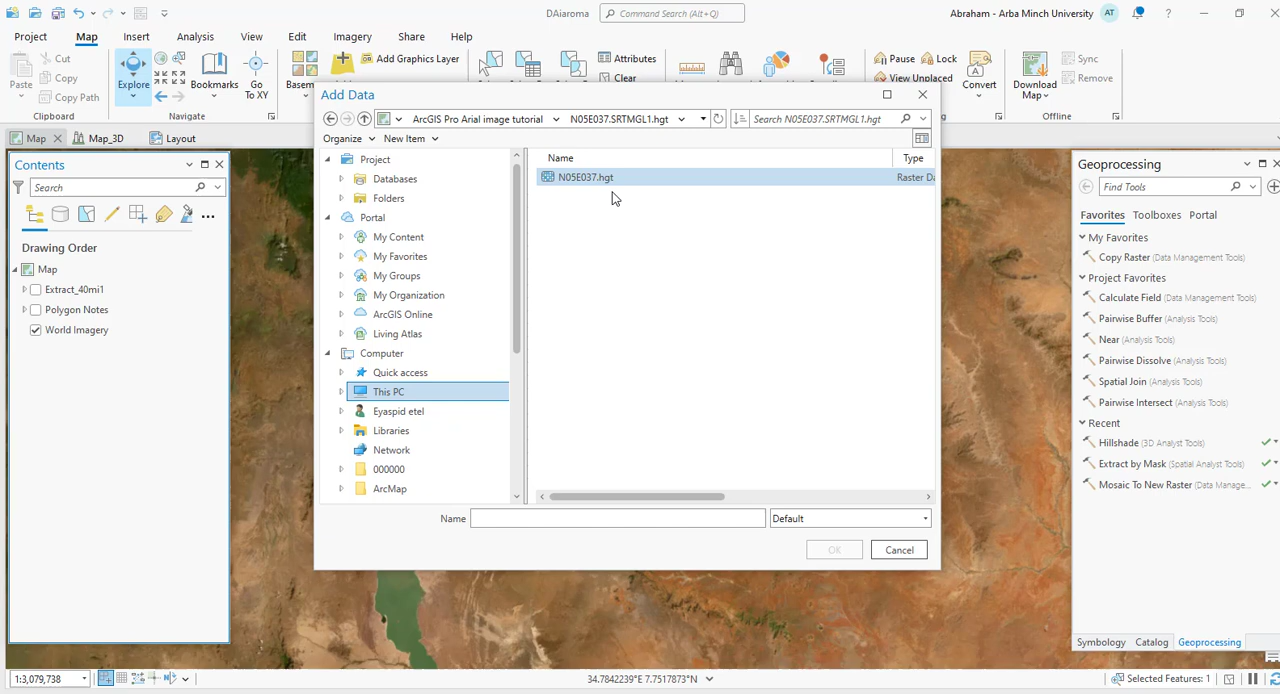 DAiaroma
Command Search (Alt+Q)
Abraham - Arba Minch University
AT
?
Project
Map
Insert
Analysis
View
Edit
Imagery
Share
Help
Paste
Cut
Copy
Copy Path
Clipboard
Explore
Bookmarks
Go
To XY
Navigate
Basem
Add Graphics Layer
Attributes
Clear
Pause
Lock
View Unplaced
Convert
Download
Map
Sync
Remove
Offline
Map
Map_3D
Layout
Contents
Search
Drawing Order
Map
Extract_40mi1
Polygon Notes
World Imagery
Add Data
ArcGIS Pro Arial image tutorial
N05E037.SRTMGL1.hgt
Search N05E037.SRTMGL1.hgt
Organize
New Item
Project
Databases
Folders
Portal
My Content
My Favorites
My Groups
My Organization
ArcGIS Online
Living Atlas
Computer
Quick access
This PC
Eyaspid etel
Libraries
Network
000000
ArcMap
Name
Type
N05E037.hgt
Raster Da
Name
Default
OK
Cancel
Geoprocessing
Find Tools
Favorites
Toolboxes
Portal
My Favorites
Copy Raster (Data Management Tools)
Project Favorites
Calculate Field (Data Management Tools)
Pairwise Buffer (Analysis Tools)
Near (Analysis Tools)
Pairwise Dissolve (Analysis Tools)
Spatial Join (Analysis Tools)
Pairwise Intersect (Analysis Tools)
Recent
Hillshade (3D Analyst Tools)
Extract by Mask (Spatial Analyst Tools)
Mosaic To New Raster (Data Manage...
Symbology
Catalog
Geoprocessing
1:3,079,738
34.7842239°E 7.7517873°N
Selected Features: 1